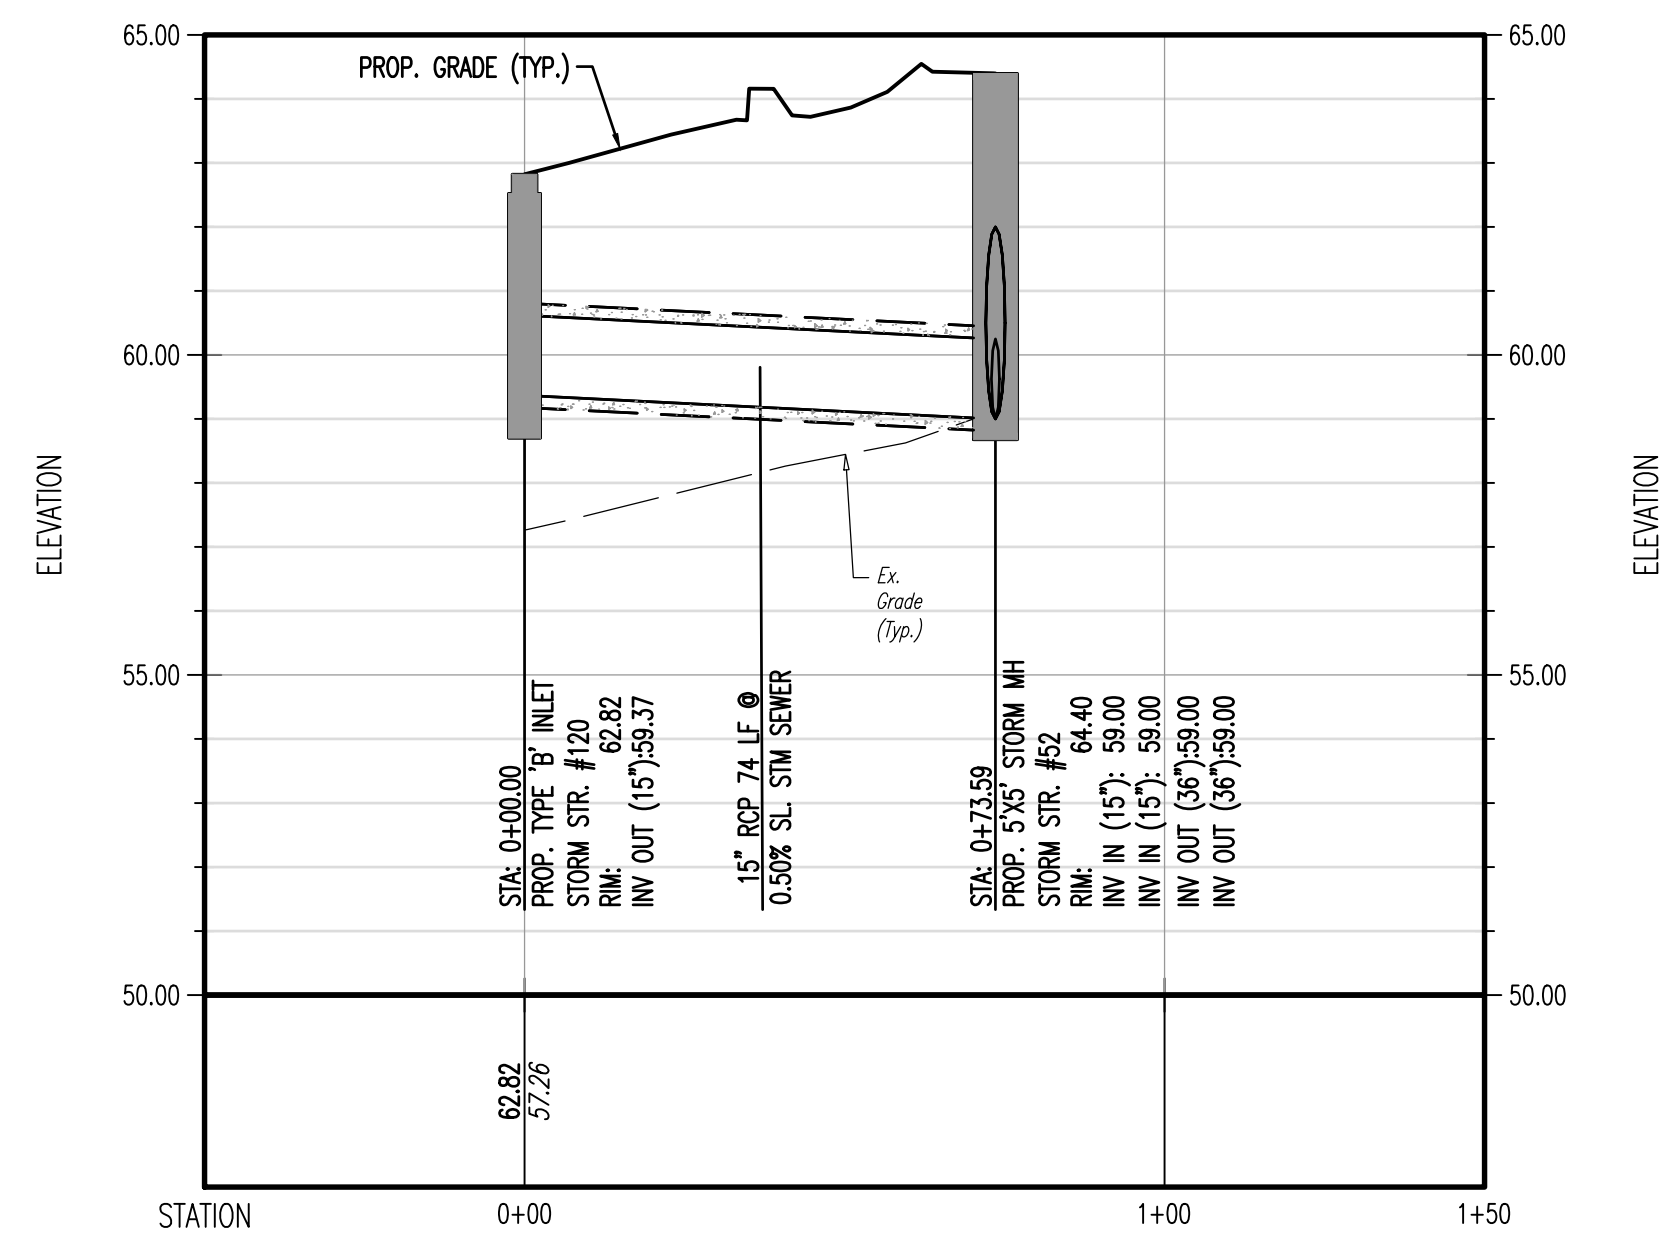 65.00
65.00
PROP. GRADE (TYP.)
60.00
60.00
ELEVATION
ELEVATION
Ex.
Grade
(Typ.)
55.00
55.00
STA: 0+00.00
PROP. TYPE 'B' INLET
STORM STR. #120
RIM: 62.82
INV OUT (15"):59.37
15" RCP 74 LF @
0.50% SL. STM SEWER
STA: 0+73.59
PROP. 5'X5' STORM MH
STORM STR. #52
RIM: 64.40
INV IN (15"): 59.00
INV IN (15"): 59.00
INV OUT (36"):59.00
INV OUT (36"):59.00
50.00
50.00
62.82
57.26
STATION
0+00
1+00
1+50